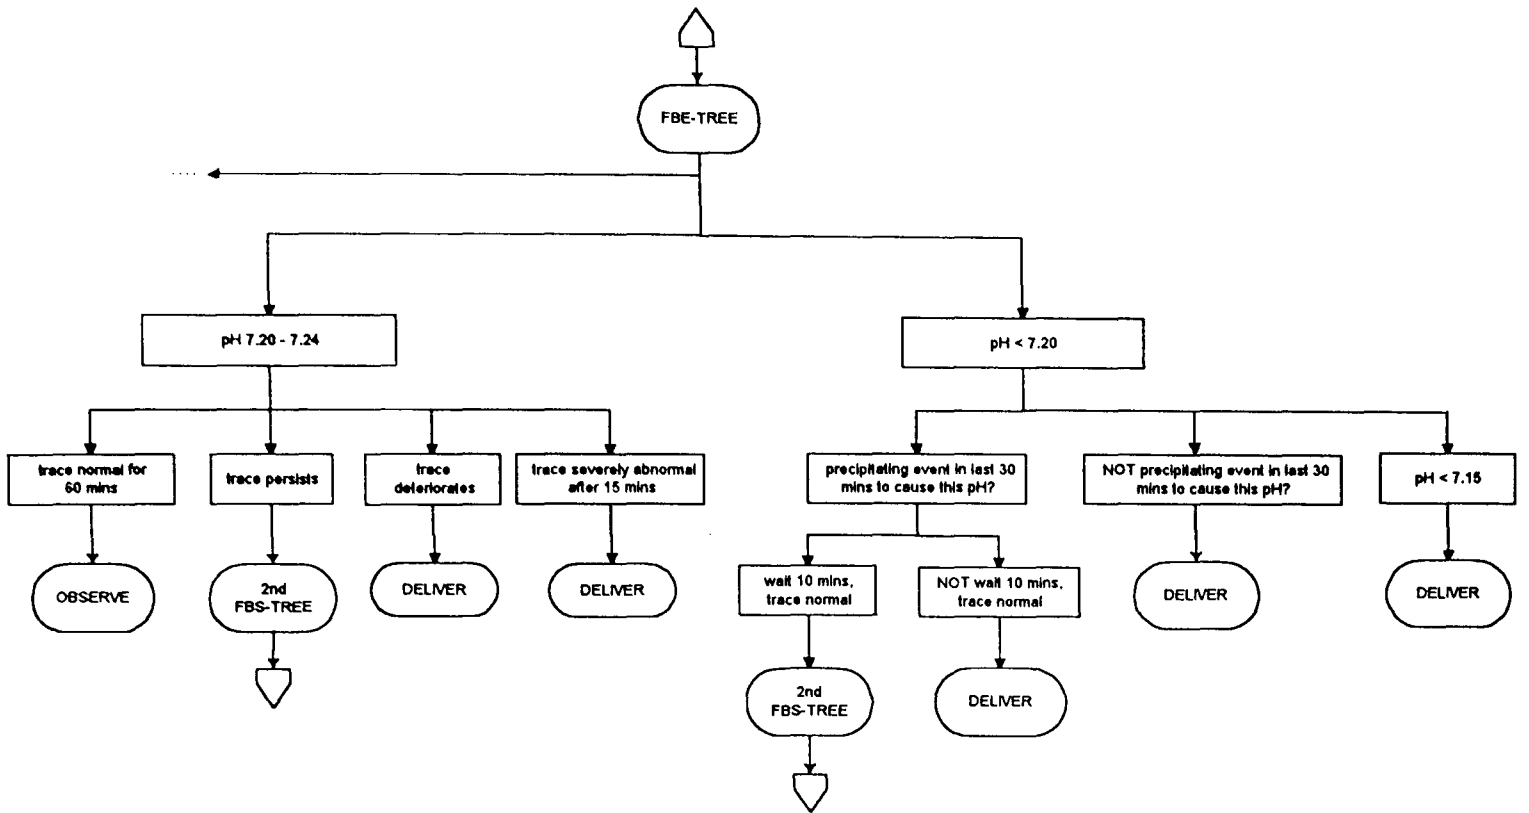 FBE-TREE
.....
pH 7.20 - 7.24
pH < 7.20
trace normal for
60 mins
trace persists
trace
deteriorates
trace severely abnormal
after 15 mins
precipitating event in last 30
mins to cause this pH?
NOT precipitating event in last 30
mins to cause this pH?
pH < 7.15
OBSERVE
2nd
FBS-TREE
DELIVER
DELIVER
wait 10 mins,
trace normal
NOT wait 10 mins,
trace normal
DELIVER
DELIVER
2nd
FBS-TREE
DELIVER